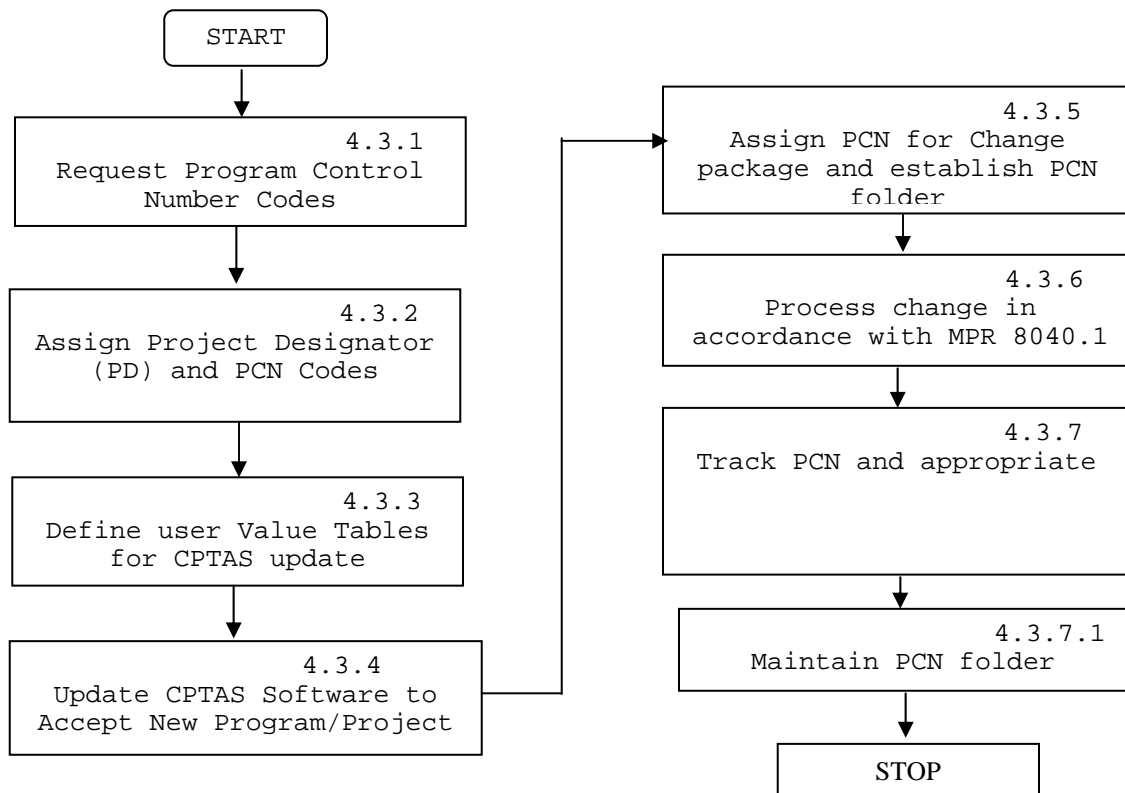 START
4.3.1
Request Program Control
Number Codes
4.3.2
Assign Project Designator
(PD) and PCN Codes
4.3.3
Define user Value Tables
for CPTAS update
4.3.4
Update CPTAS Software to
Accept New Program/Project
4.3.5
Assign PCN for Change
package and establish PCN
folder
4.3.6
Process change in
accordance with MPR 8040.1
4.3.7
Track PCN and appropriate
4.3.7.1
Maintain PCN folder
STOP